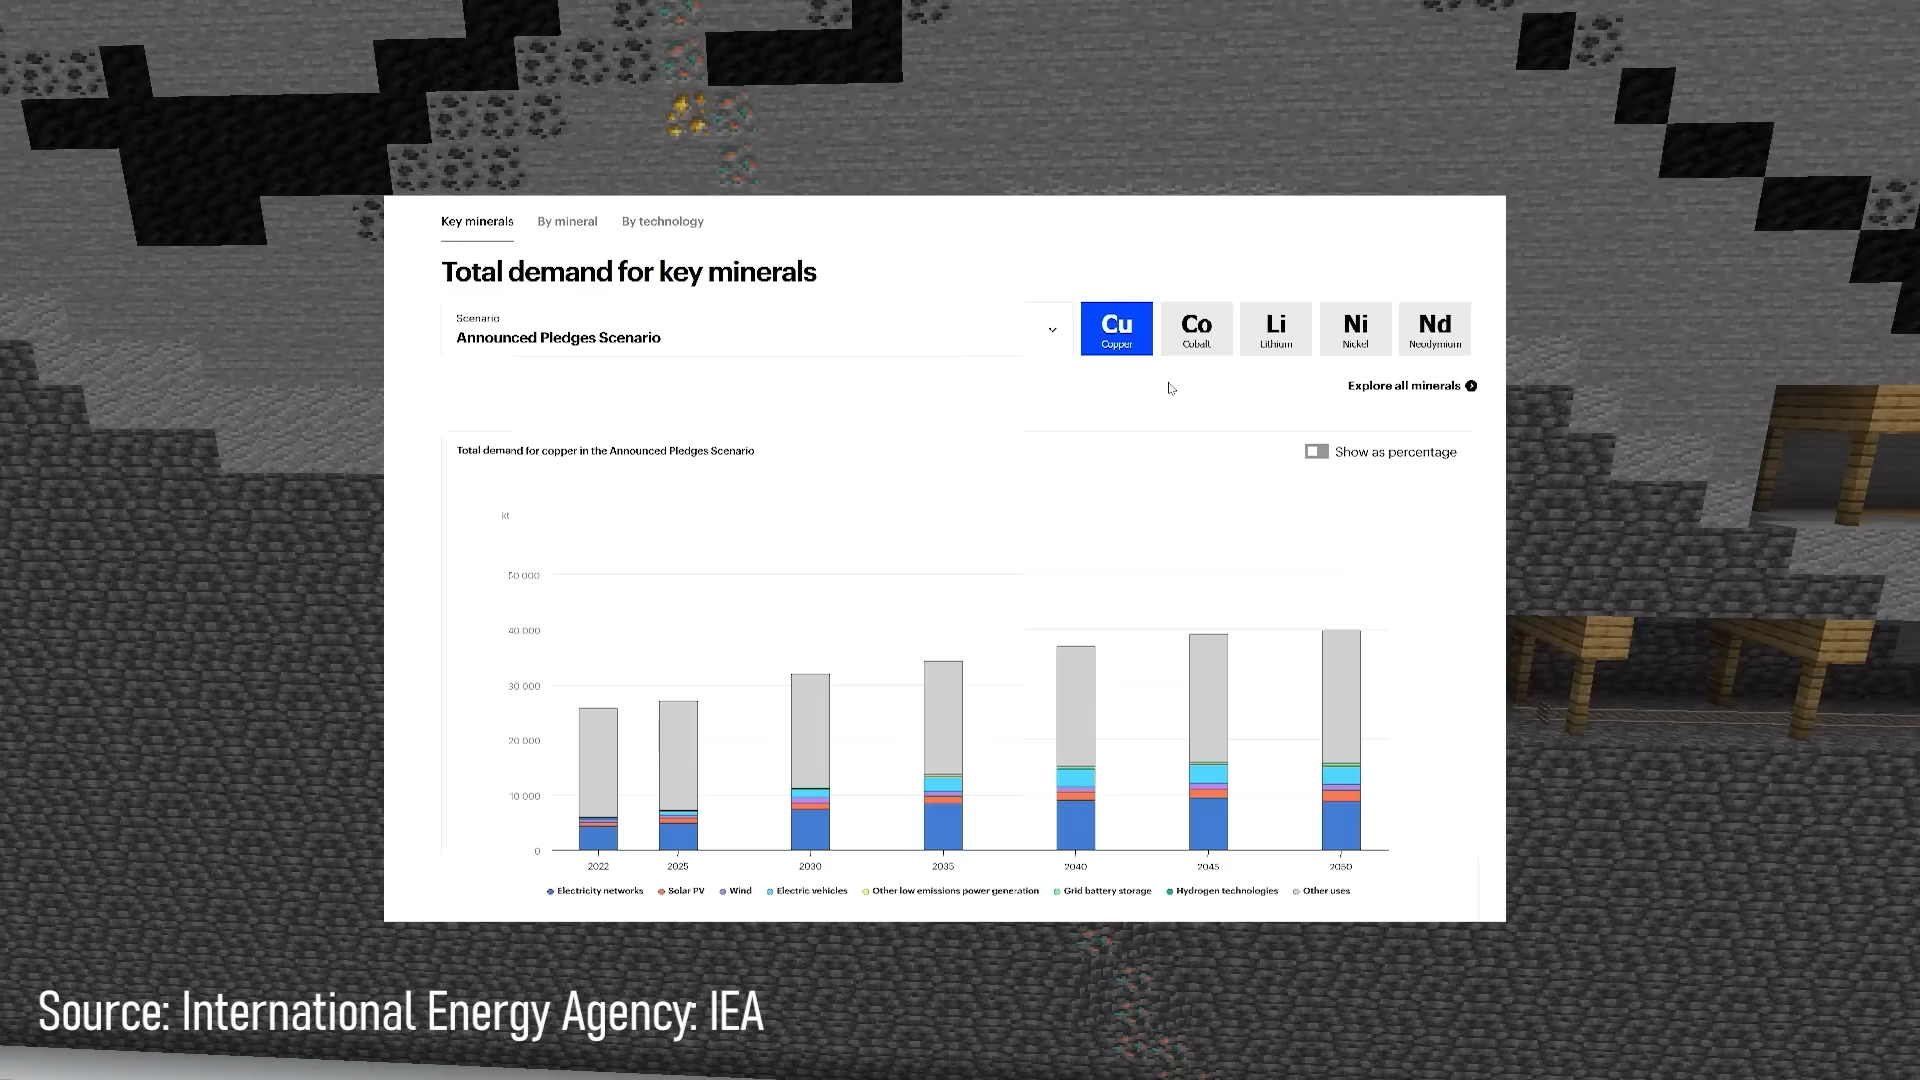 Key minerals By mineral By technology
Total demand for key minerals
Scenario
Announced Pledges Scenario
Cu Co Li Ni Nd
Copper Cobalt Lithium Nickel Neodymium
Explore all minerals
Total demand for copper in the Announced Pledges Scenario
Show as percentage
kt
50 000
40 000
30 000
20 000
10 000
0
2022 2025 2030 2035 2040 2045 2050
Electricity networks Solar PV Wind Electric vehicles Other low emissions power generation Grid battery storage Hydrogen technologies Other uses
Source: International Energy Agency: IEA